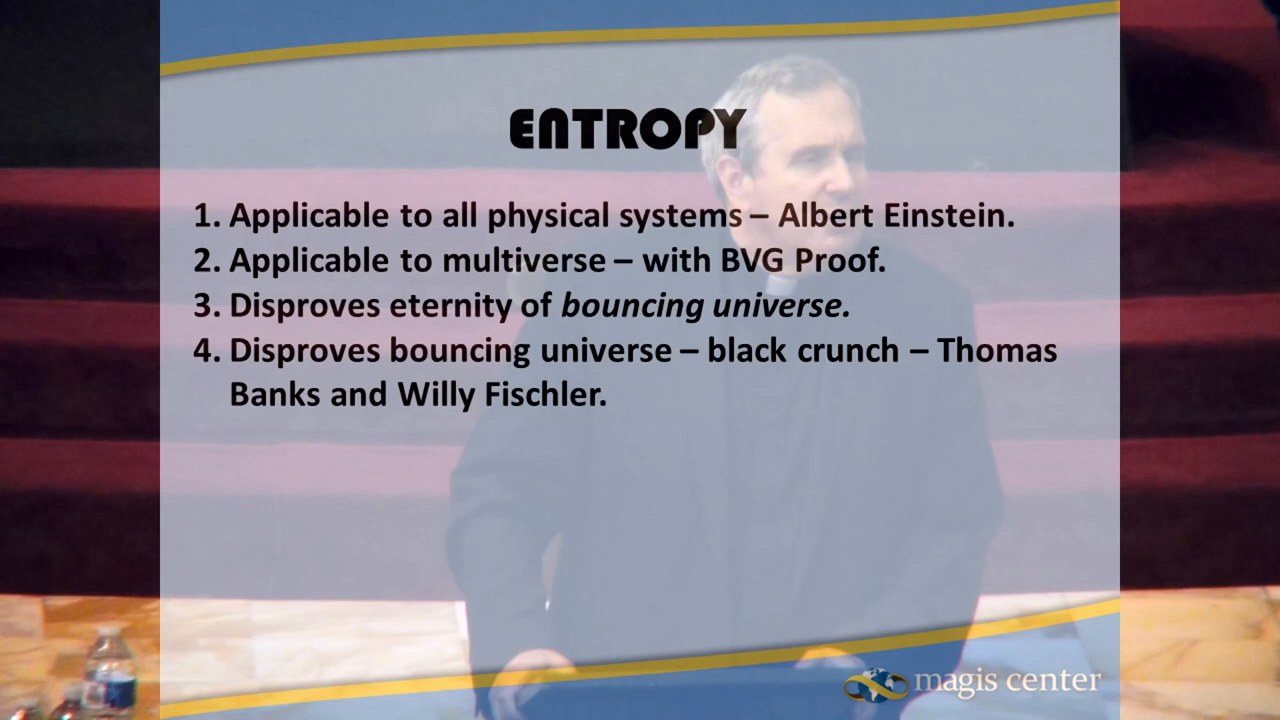 ENTROPY
1. Applicable to all physical systems – Albert Einstein.
2. Applicable to multiverse – with BVG Proof.
3. Disproves eternity of bouncing universe.
4. Disproves bouncing universe – black crunch – Thomas
Banks and Willy Fischler.
magis center